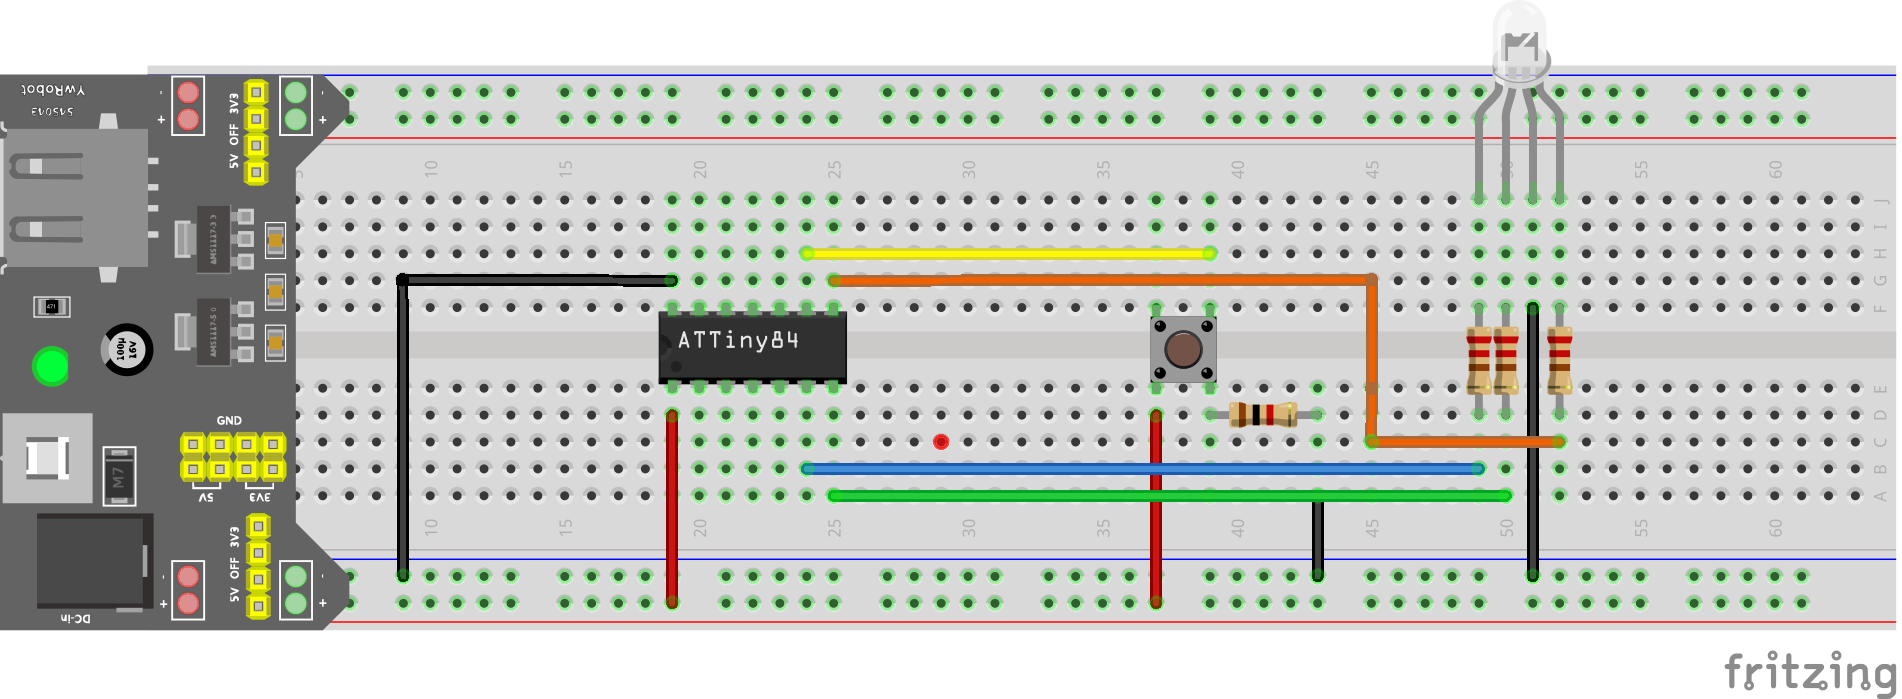 YwRobot
545043
- + 3V3 OFF 5V - +
5 10 15 20 25 30 35 40 45 50 55 60
J
I
H
G
F
AMS1117-3.3
AMS1117-5.0
471
100µ
16V
ATTiny84
E
D
C
B
A
GND
5V 3V3
M7
10 15 20 25 30 35 40 45 50 55 60
- + 3V3 OFF 5V - +
DC-in
fritzing